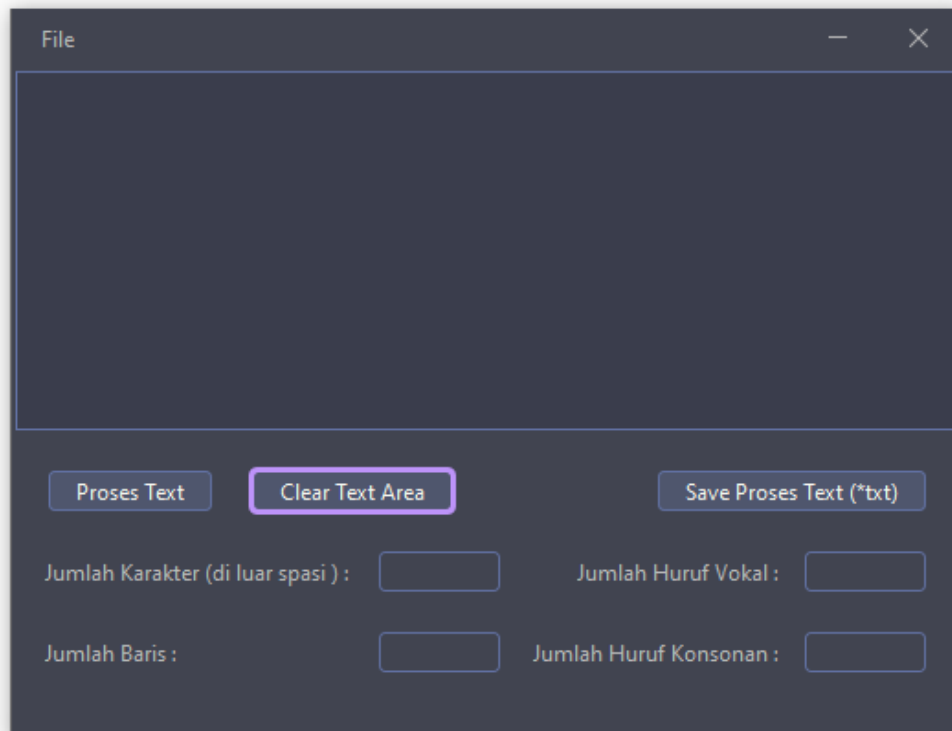 File
Proses Text Clear Text Area Save Proses Text (*txt)
Jumlah Karakter (di luar spasi ) : Jumlah Huruf Vokal :
Jumlah Baris : Jumlah Huruf Konsonan :